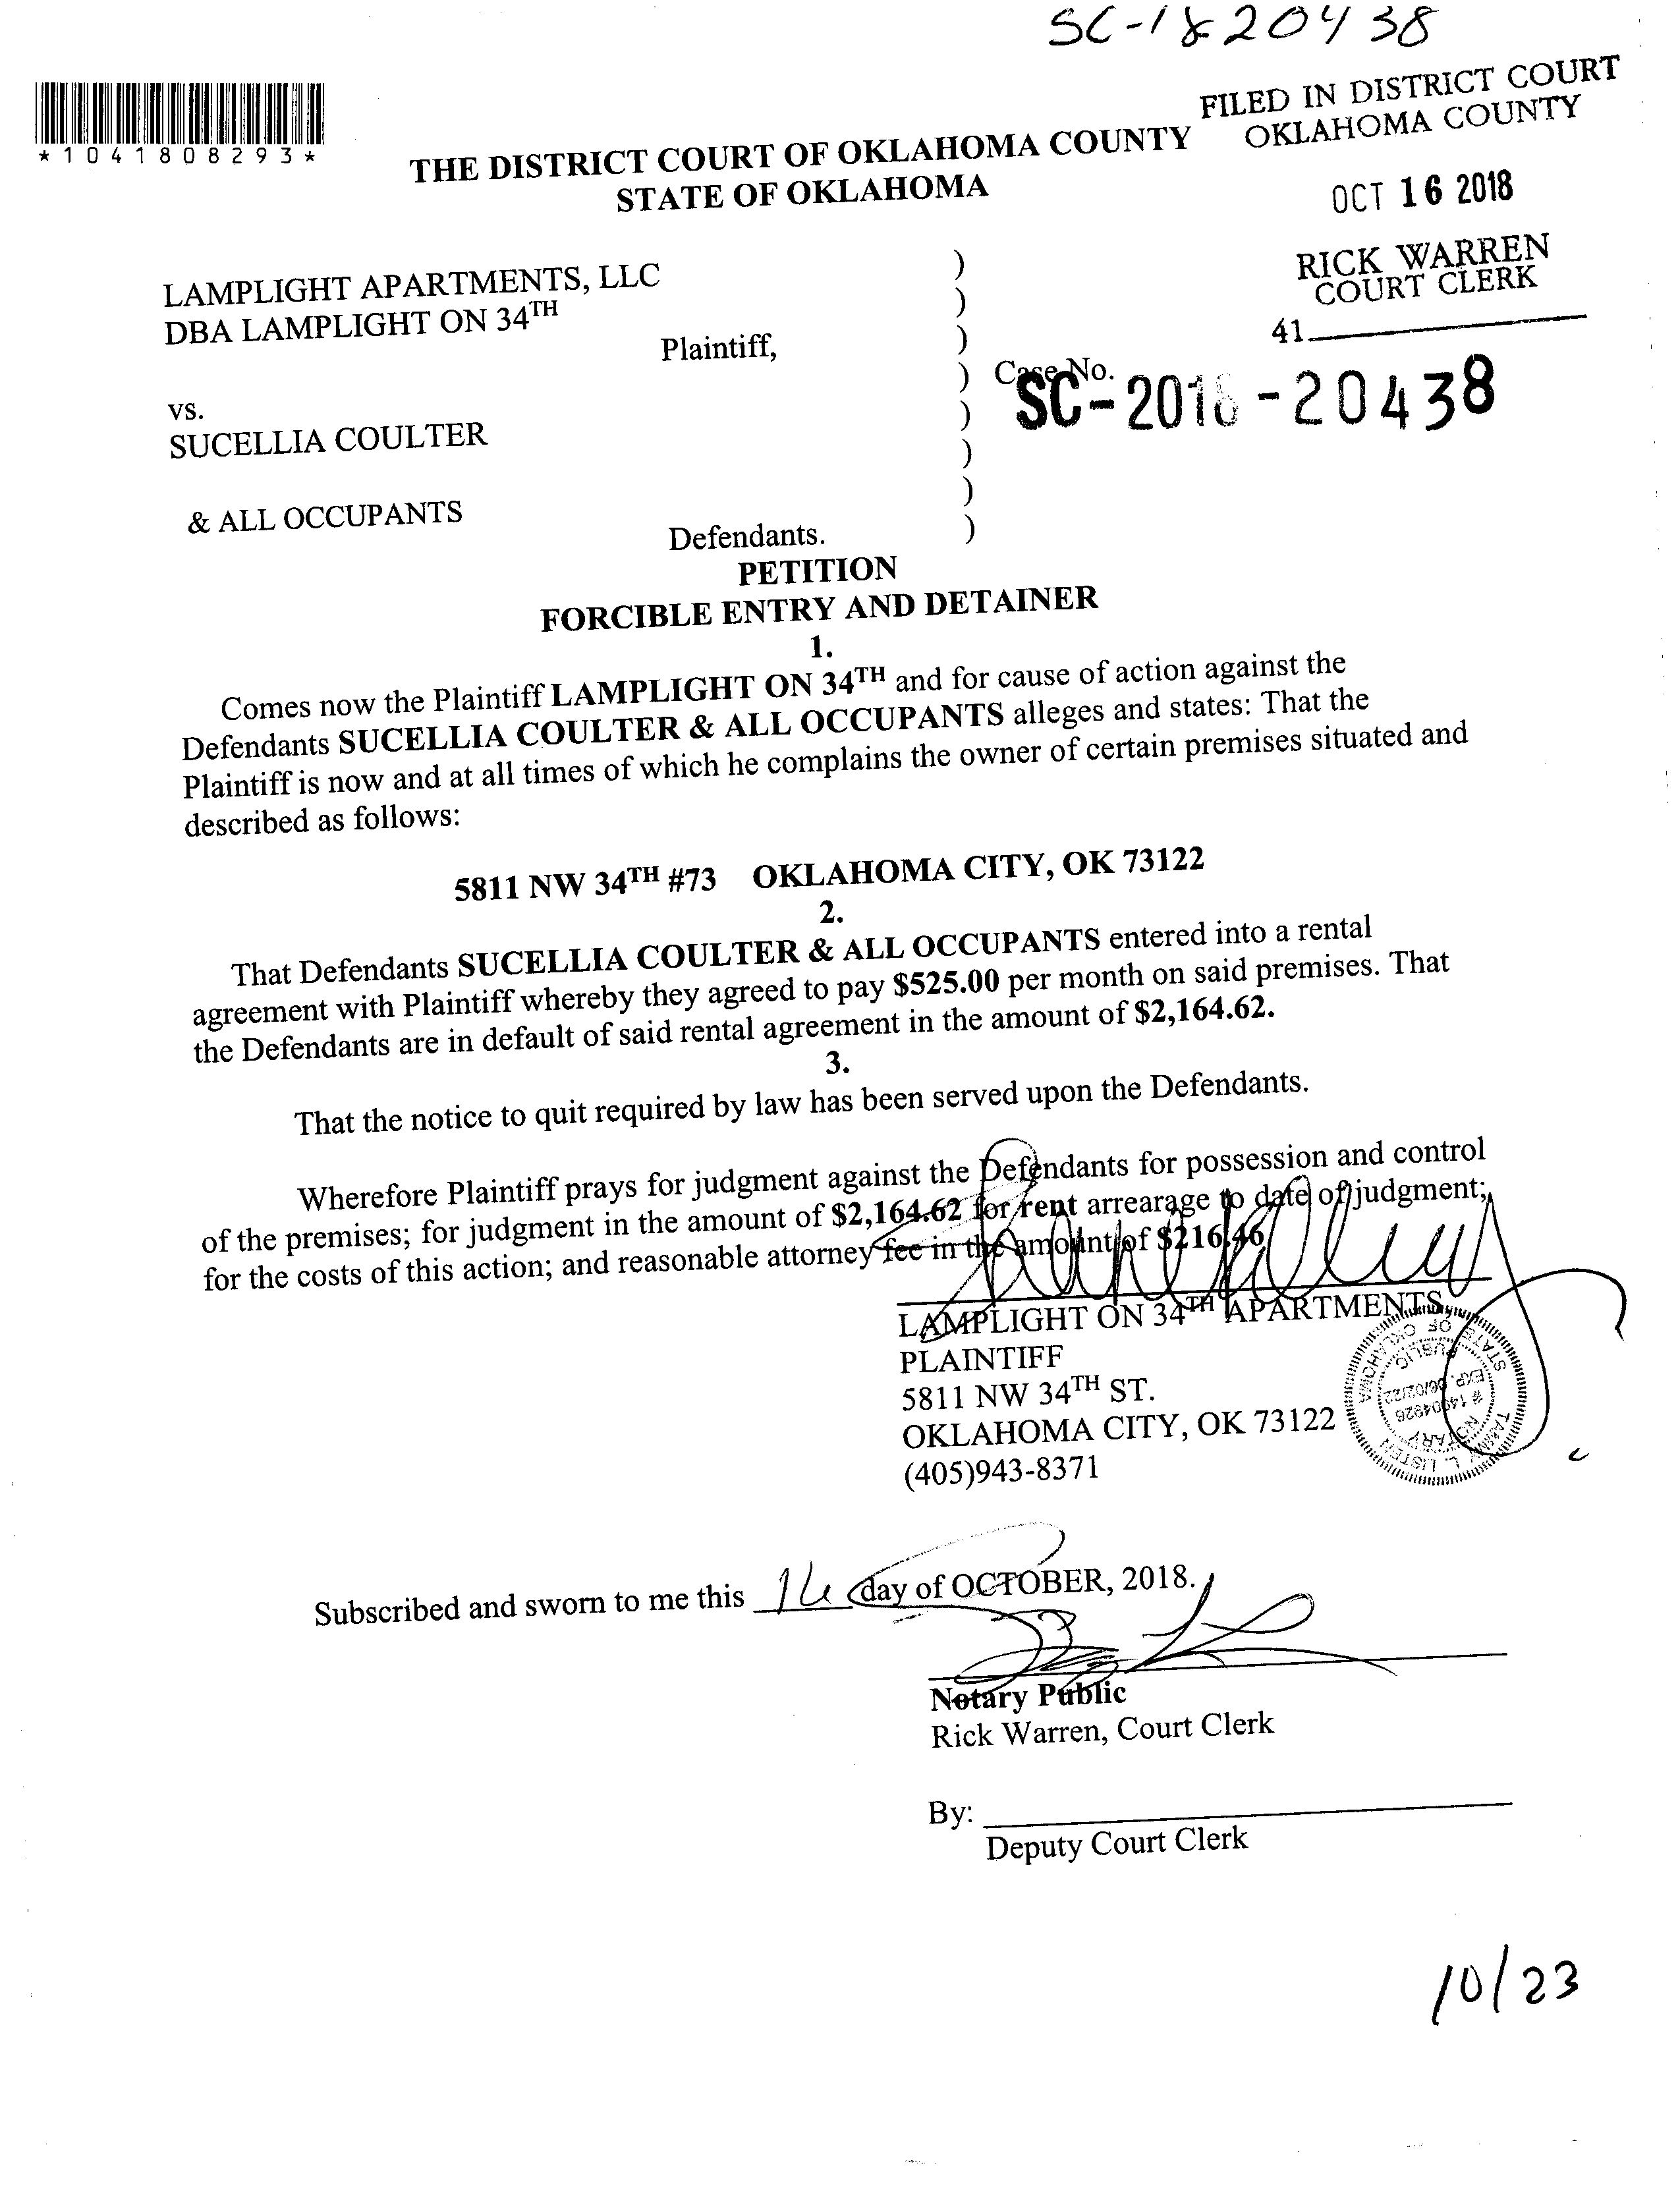 SC-1820438
FILED IN DISTRICT COURT
OKLAHOMA COUNTY
*1041808293*
THE DISTRICT COURT OF OKLAHOMA COUNTY
STATE OF OKLAHOMA
OCT 16 2018
RICK WARREN
COURT CLERK
41
LAMPLIGHT APARTMENTS, LLC )
DBA LAMPLIGHT ON 34TH )
Plaintiff, )
) Case No.
SC-2018-20438
vs. )
SUCELLIA COULTER )
)
& ALL OCCUPANTS
Defendants. )
PETITION
FORCIBLE ENTRY AND DETAINER
1.
Comes now the Plaintiff LAMPLIGHT ON 34TH and for cause of action against the
Defendants SUCELLIA COULTER & ALL OCCUPANTS alleges and states: That the
Plaintiff is now and at all times of which he complains the owner of certain premises situated and
described as follows:
5811 NW 34TH #73 OKLAHOMA CITY, OK 73122
2.
That Defendants SUCELLIA COULTER & ALL OCCUPANTS entered into a rental
agreement with Plaintiff whereby they agreed to pay $525.00 per month on said premises. That
the Defendants are in default of said rental agreement in the amount of $2,164.62.
3.
That the notice to quit required by law has been served upon the Defendants.
Wherefore Plaintiff prays for judgment against the Defendants for possession and control
of the premises; for judgment in the amount of $2,164.62 for rent arrearage to date of judgment;
for the costs of this action; and reasonable attorney fee in the amount of $216.46
LAMPLIGHT ON 34TH APARTMENTS
PLAINTIFF
5811 NW 34TH ST.
OKLAHOMA CITY, OK 73122
(405)943-8371
NOTARY
PUBLIC
STATE OF OKLAHOMA
# 14004926
EXP. 06/02/22
Subscribed and sworn to me this 16 day of OCTOBER, 2018.
Notary Public
Rick Warren, Court Clerk
By:
Deputy Court Clerk
10/23